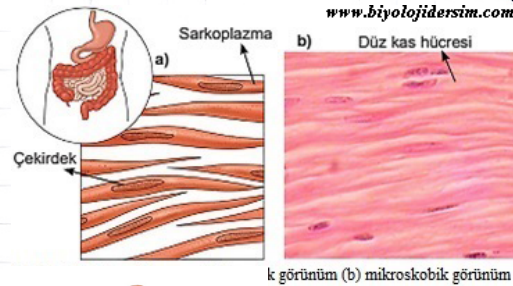 www.biyolojidersim.com
Sarkoplazma
a)
b)
Düz kas hücresi
Çekirdek
k görünüm (b) mikroskobik görünüm